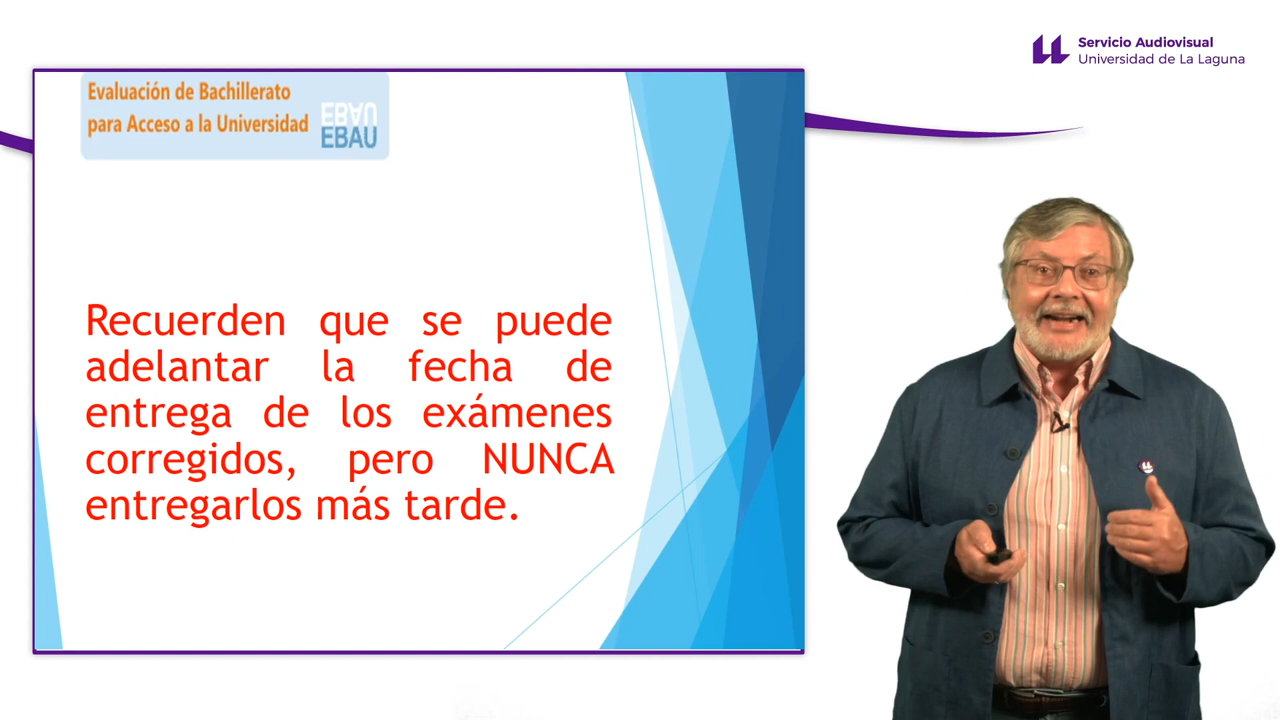 Servicio Audiovisual
Universidad de La Laguna
Evaluación de Bachillerato
para Acceso a la Universidad
EBAU
EBAU
Recuerden que se puede
adelantar la fecha de
entrega de los exámenes
corregidos, pero NUNCA
entregarlos más tarde.